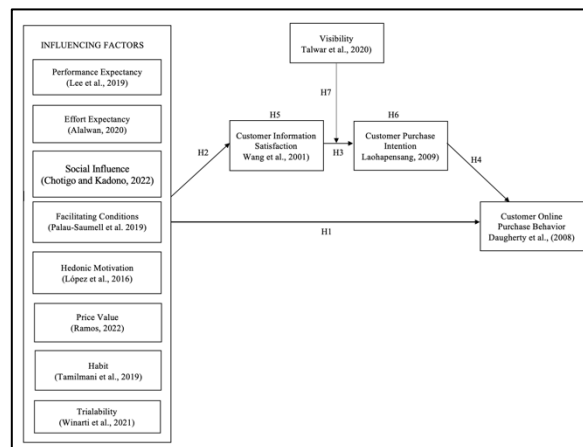 INFLUENCING FACTORS
Performance Expectancy
(Lee et al., 2019)
Effort Expectancy
(Alalwan, 2020)
Social Influence
(Chotigo and Kadono, 2022)
Facilitating Conditions
(Palau-Saumell et al. 2019)
Hedonic Motivation
(López et al., 2016)
Price Value
(Ramos, 2022)
Habit
(Tamilmani et al., 2019)
Trialability
(Winarti et al., 2021)
Visibility
Talwar et al., 2020)
H7
H5
H6
H2
Customer Information
Satisfaction
Wang et al., 2001)
H3
Customer Purchase
Intention
Laohapensang, 2009)
H4
Customer Online
Purchase Behavior
Daugherty et al., (2008)
H1